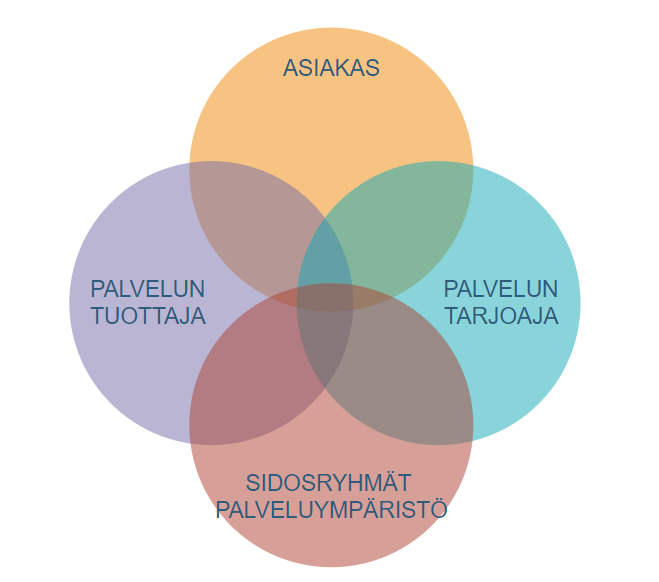 ASIAKAS
PALVELUN
TUOTTAJA
PALVELUN
TARJOAJA
SIDOSRYHMÄT
PALVELUYMPÄRISTÖ